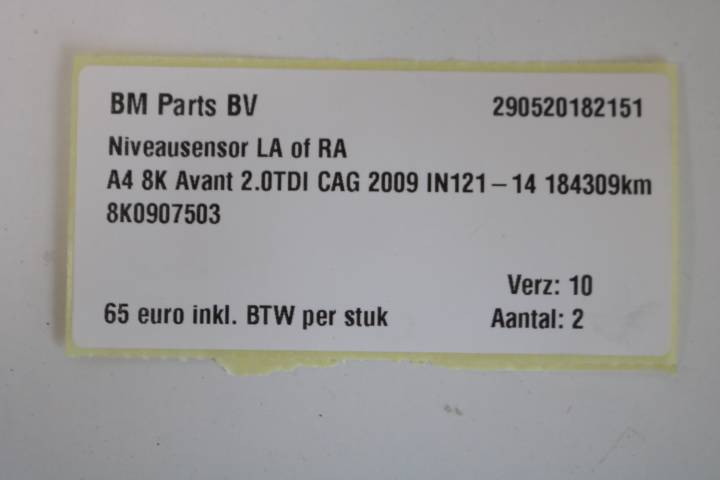 BM Parts BV 290520182151
Niveausensor LA of RA
A4 8K Avant 2.0TDI CAG 2009 IN121-14 184309km
8K0907503
Verz: 10
65 euro inkl. BTW per stuk Aantal: 2